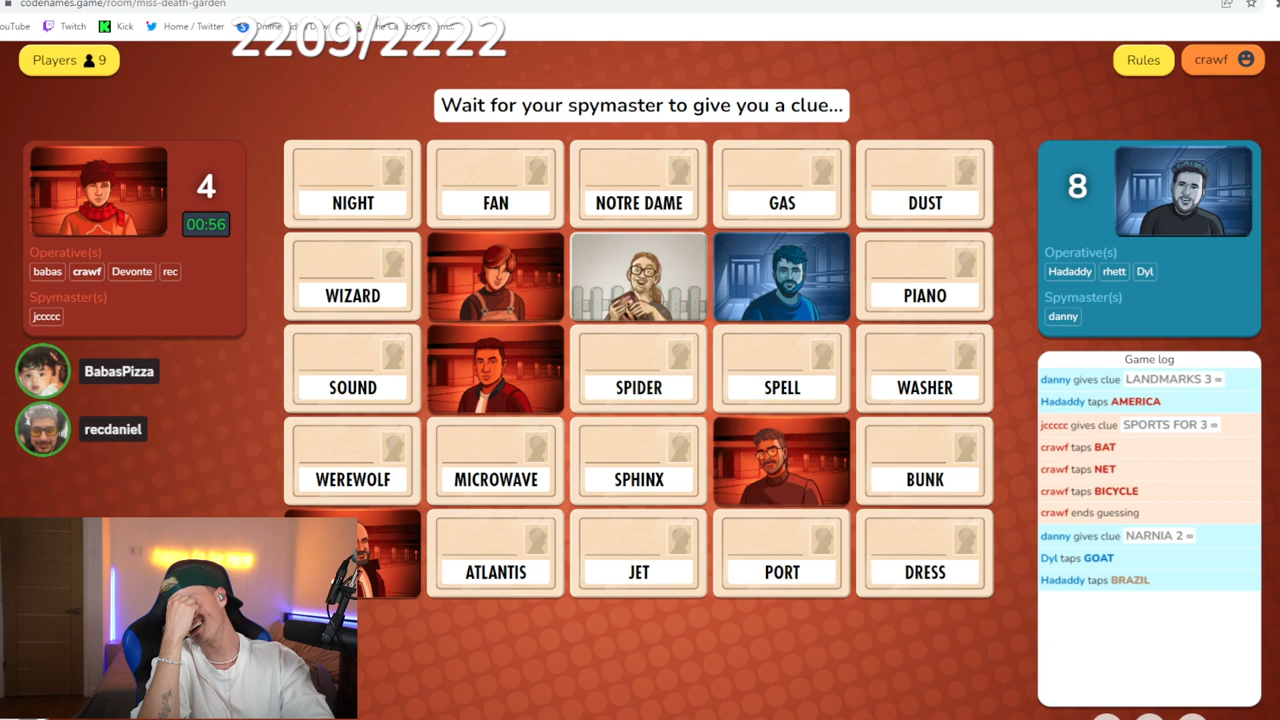 codenames.game/room/miss-death-garden
ouTube Twitch Kick Home / Twitter
2209/2222
Players 9
Rules crawf
Wait for your spymaster to give you a clue...
4
00:56
Operative(s)
babas crawf Devonte rec
Spymaster(s)
jccccc
BabasPizza
recdaniel
NIGHT FAN NOTRE DAME GAS DUST
WIZARD PIANO
SOUND SPIDER SPELL WASHER
WEREWOLF MICROWAVE SPHINX BUNK
ATLANTIS JET PORT DRESS
8
Operative(s)
Hadaddy rhett Dyl
Spymaster(s)
danny
Game log
danny gives clue LANDMARKS 3 ∞
Hadaddy taps AMERICA
jccccc gives clue SPORTS FOR 3 ∞
crawf taps BAT
crawf taps NET
crawf taps BICYCLE
crawf ends guessing
danny gives clue NARNIA 2 ∞
Dyl taps GOAT
Hadaddy taps BRAZIL